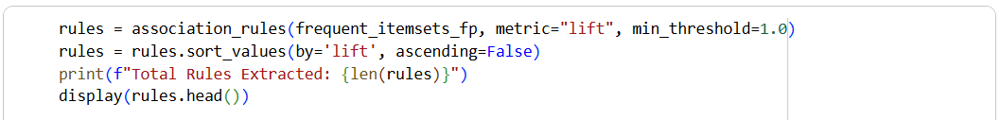 rules = association_rules(frequent_itemsets_fp, metric="lift", min_threshold=1.0)
rules = rules.sort_values(by='lift', ascending=False)
print(f"Total Rules Extracted: {len(rules)}")
display(rules.head())